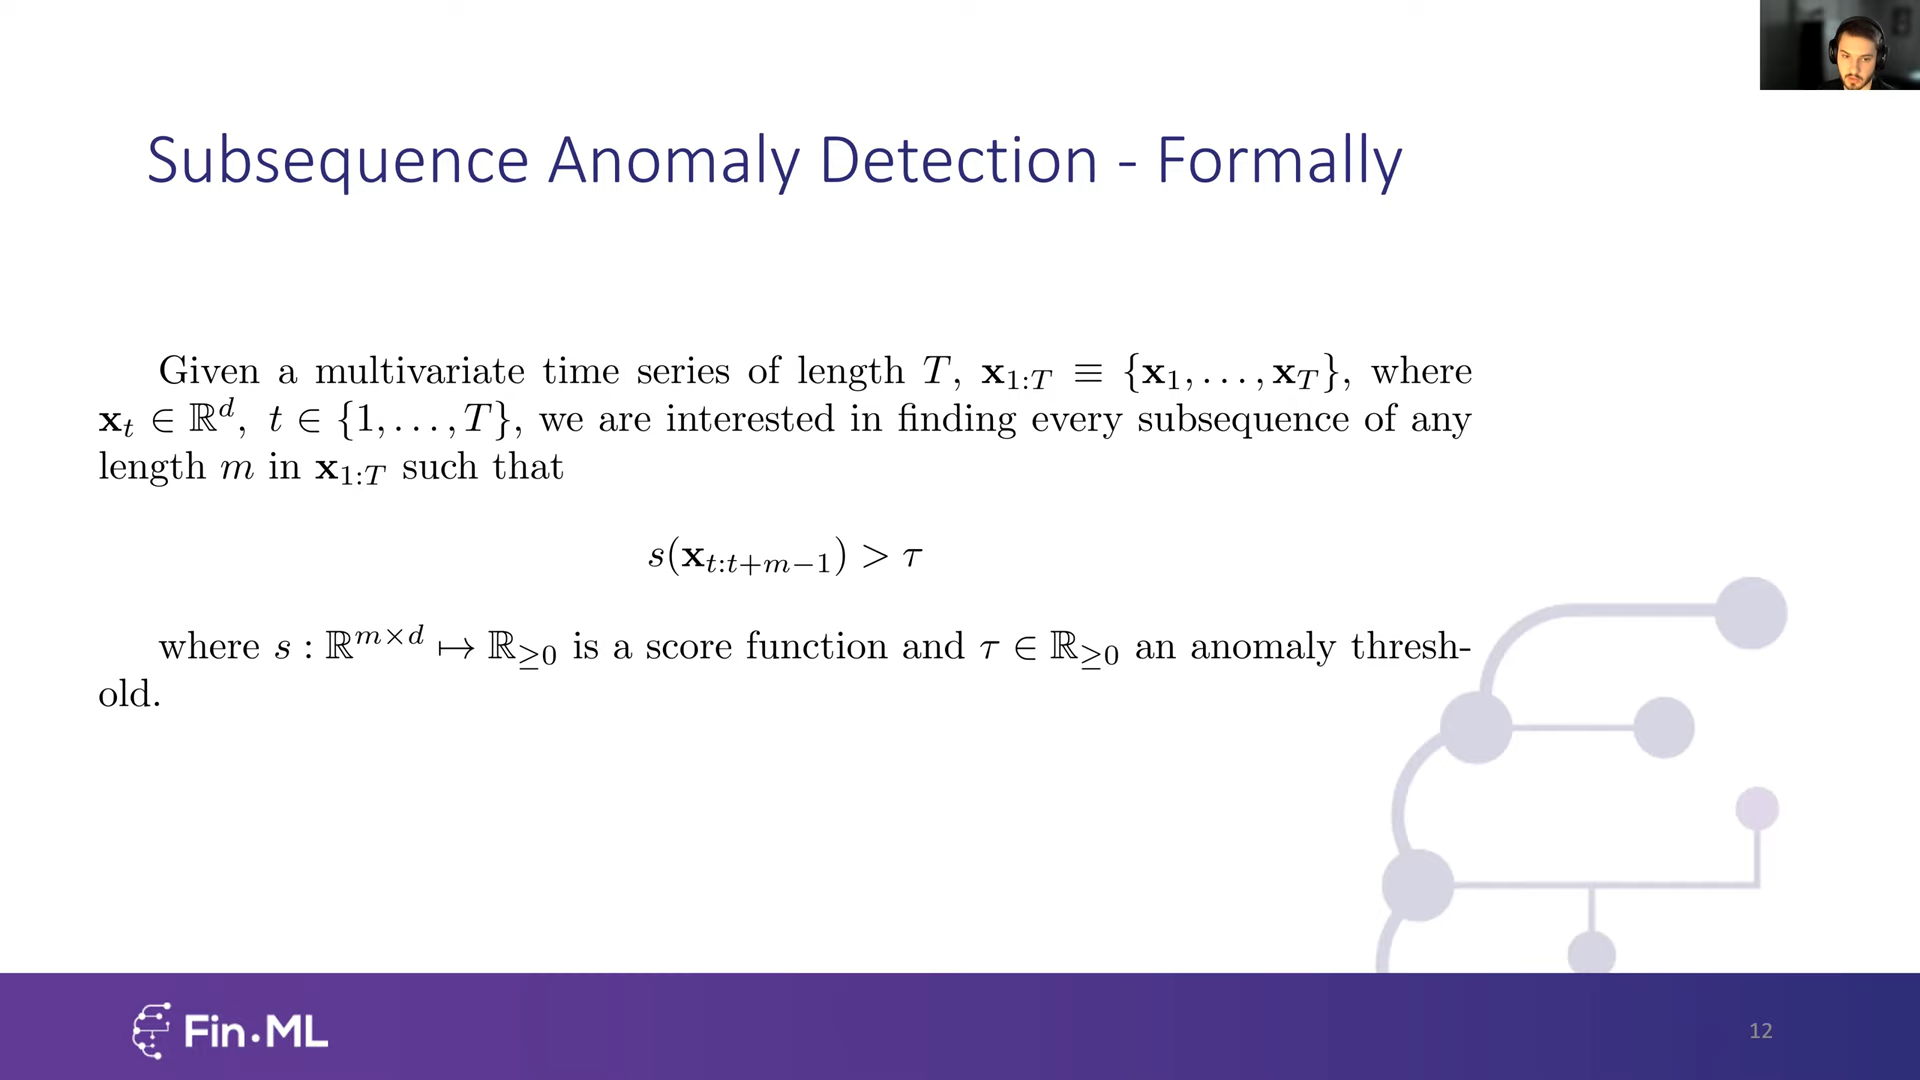 Subsequence Anomaly Detection - Formally
Given a multivariate time series of length T, x_{1:T} ≡ {x_1, . . . , x_T}, where
x_t ∈ ℝ^d, t ∈ {1, . . . , T}, we are interested in finding every subsequence of any
length m in x_{1:T} such that
s(x_{t:t+m−1}) > τ
where s : ℝ^{m×d} ↦ ℝ_{≥0} is a score function and τ ∈ ℝ_{≥0} an anomaly thresh-
old.
Fin·ML
12